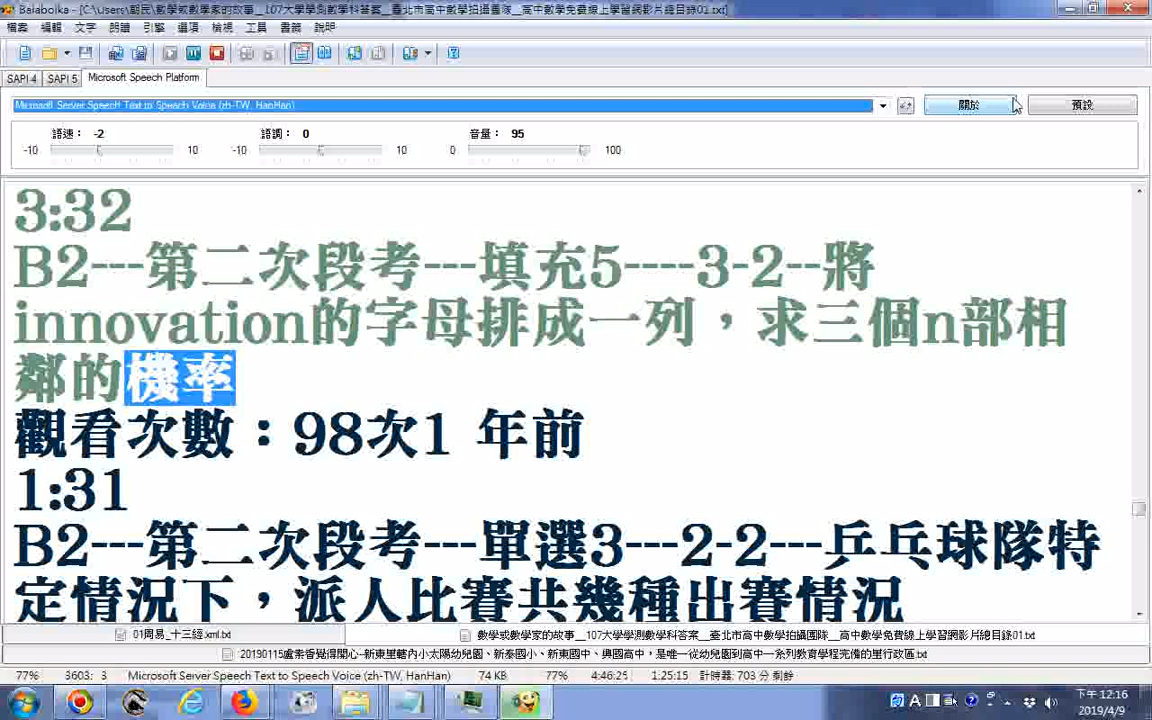 Balabolka - [C:\Users\韻民\數學或數學家的故事__107大學學測數學科答案__臺北市高中數學拍攝團隊__高中數學免費線上學習網影片總目錄01.txt]
檔案 編輯 文字 朗讀 引擎 選項 檢視 工具 書籤 說明
SAPI 4 SAPI 5 Microsoft Speech Platform
Microsoft Server Speech Text to Speech Voice (zh-TW, HanHan) 關於 預設
語速： -2 語調： 0 音量： 95
-10 10 -10 10 0 100
3:32
B2---第二次段考---填充5----3-2--將
innovation的字母排成一列，求三個n部相
鄰的機率
觀看次數：98次1 年前
1:31
B2---第二次段考---單選3---2-2---乒乓球隊特
定情況下，派人比賽共幾種出賽情況
01周易_十三經.xml.txt 數學或數學家的故事__107大學學測數學科答案__臺北市高中數學拍攝團隊__高中數學免費線上學習網影片總目錄01.txt
20190115盧素香覺得開心-新東里轄內小太陽幼兒園、新泰國小、新東國中、興國高中，是唯一從幼兒園到高中一系列教育學程完備的里行政區.txt
77% 3603: 3 Microsoft Server Speech Text to Speech Voice (zh-TW, HanHan) 74 KB 77% 4:46:25 1:25:15 計時器: 703 分 剩餘
下午 12:16
2019/4/9